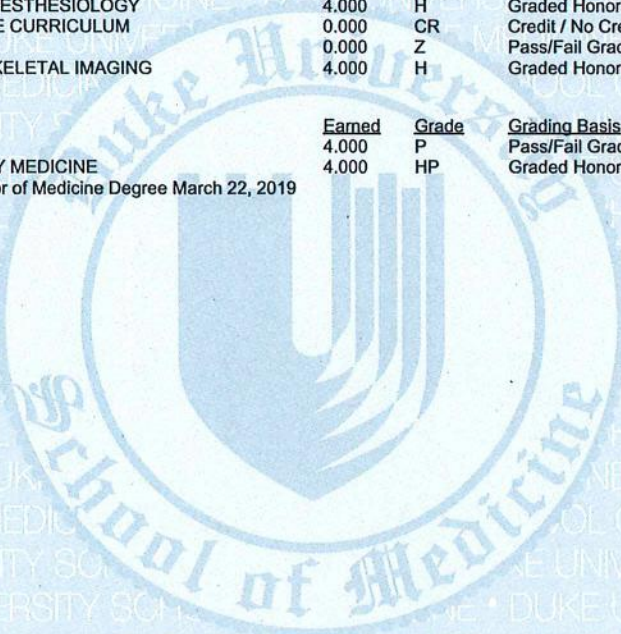 ESTHESIOLOGY 4.000 H Graded Honor
E CURRICULUM 0.000 CR Credit / No Cre
0.000 Z Pass/Fail Grad
KELETAL IMAGING 4.000 H Graded Honor
Earned Grade Grading Basis
4.000 P Pass/Fail Grad
Y MEDICINE 4.000 HP Graded Honor
or of Medicine Degree March 22, 2019
Duke University
School of Medicine